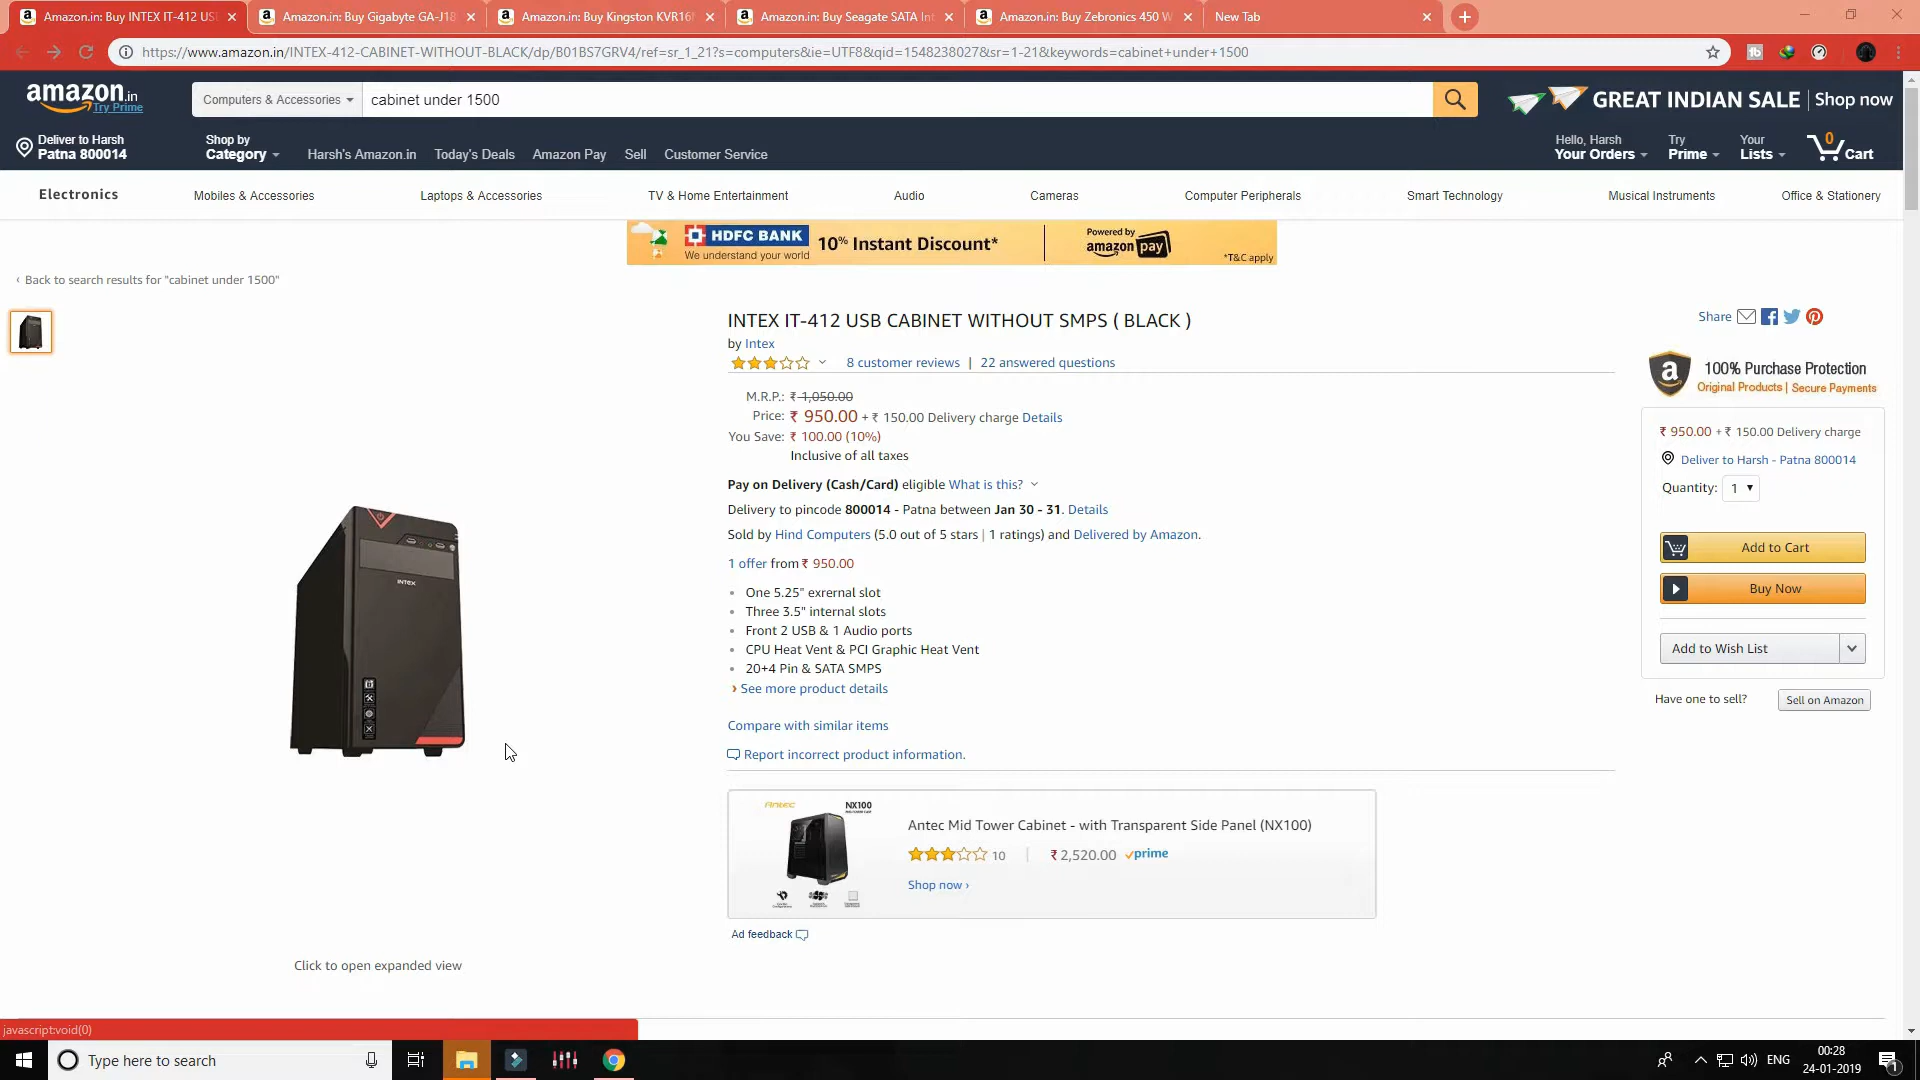 Amazon.in: Buy INTEX IT-412 US
Amazon.in: Buy Gigabyte GA-J18
Amazon.in: Buy Kingston KVR16
Amazon.in: Buy Seagate SATA Int
Amazon.in: Buy Zebronics 450 W
New Tab
https://www.amazon.in/INTEX-412-CABINET-WITHOUT-BLACK/dp/B01BS7GRV4/ref=sr_1_21?s=computers&ie=UTF8&qid=1548238027&sr=1-21&keywords=cabinet+under+1500
amazon.in
Try Prime
Computers & Accessories
cabinet under 1500
GREAT INDIAN SALE | Shop now
Deliver to Harsh
Patna 800014
Shop by
Category
Harsh's Amazon.in
Today's Deals
Amazon Pay
Sell
Customer Service
Hello, Harsh
Your Orders
Try
Prime
Your
Lists
0
Cart
Electronics
Mobiles & Accessories
Laptops & Accessories
TV & Home Entertainment
Audio
Cameras
Computer Peripherals
Smart Technology
Musical Instruments
Office & Stationery
HDFC BANK
We understand your world
10% Instant Discount*
Powered by
amazon pay
*T&C apply
‹ Back to search results for "cabinet under 1500"
INTEX IT-412 USB CABINET WITHOUT SMPS ( BLACK )
by Intex
8 customer reviews | 22 answered questions
M.R.P.: ₹ 1,050.00
Price: ₹ 950.00 + ₹ 150.00 Delivery charge Details
You Save: ₹ 100.00 (10%)
Inclusive of all taxes
Pay on Delivery (Cash/Card) eligible What is this?
Delivery to pincode 800014 - Patna between Jan 30 - 31. Details
Sold by Hind Computers (5.0 out of 5 stars | 1 ratings) and Delivered by Amazon.
1 offer from ₹ 950.00
• One 5.25" exrernal slot
• Three 3.5" internal slots
• Front 2 USB & 1 Audio ports
• CPU Heat Vent & PCI Graphic Heat Vent
• 20+4 Pin & SATA SMPS
› See more product details
Compare with similar items
Report incorrect product information.
INTEX
Click to open expanded view
Antec
NX100
Antec Mid Tower Cabinet - with Transparent Side Panel (NX100)
10 | ₹ 2,520.00 prime
Shop now ›
Ad feedback
Share
100% Purchase Protection
Original Products | Secure Payments
₹ 950.00 + ₹ 150.00 Delivery charge
Deliver to Harsh - Patna 800014
Quantity: 1
Add to Cart
Buy Now
Add to Wish List
Have one to sell?
Sell on Amazon
javascript:void(0)
Type here to search
ENG
00:28
24-01-2019
1